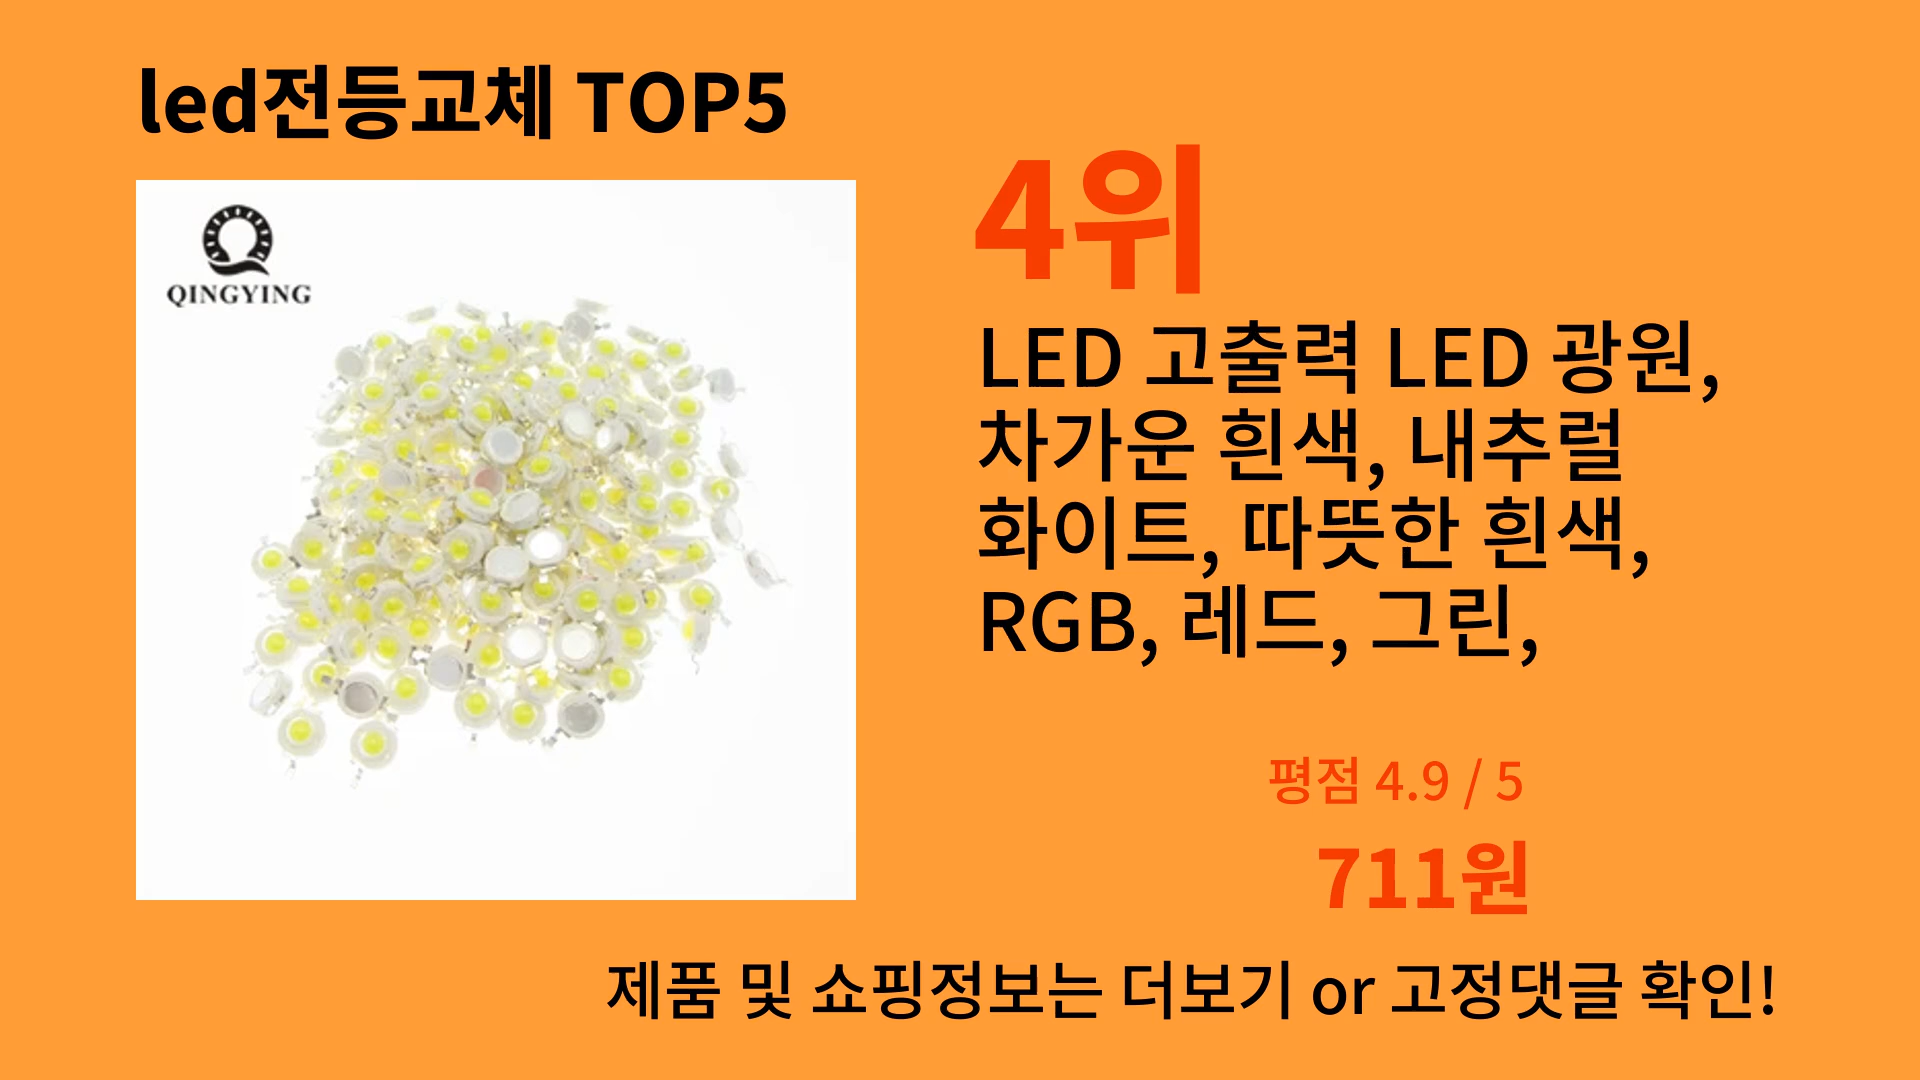 led전등교체 TOP5
QINGYING
4위
LED 고출력 LED 광원,
차가운 흰색, 내추럴
화이트, 따뜻한 흰색,
RGB, 레드, 그린,
평점 4.9 / 5
711원
제품 및 쇼핑정보는 더보기 or 고정댓글 확인!